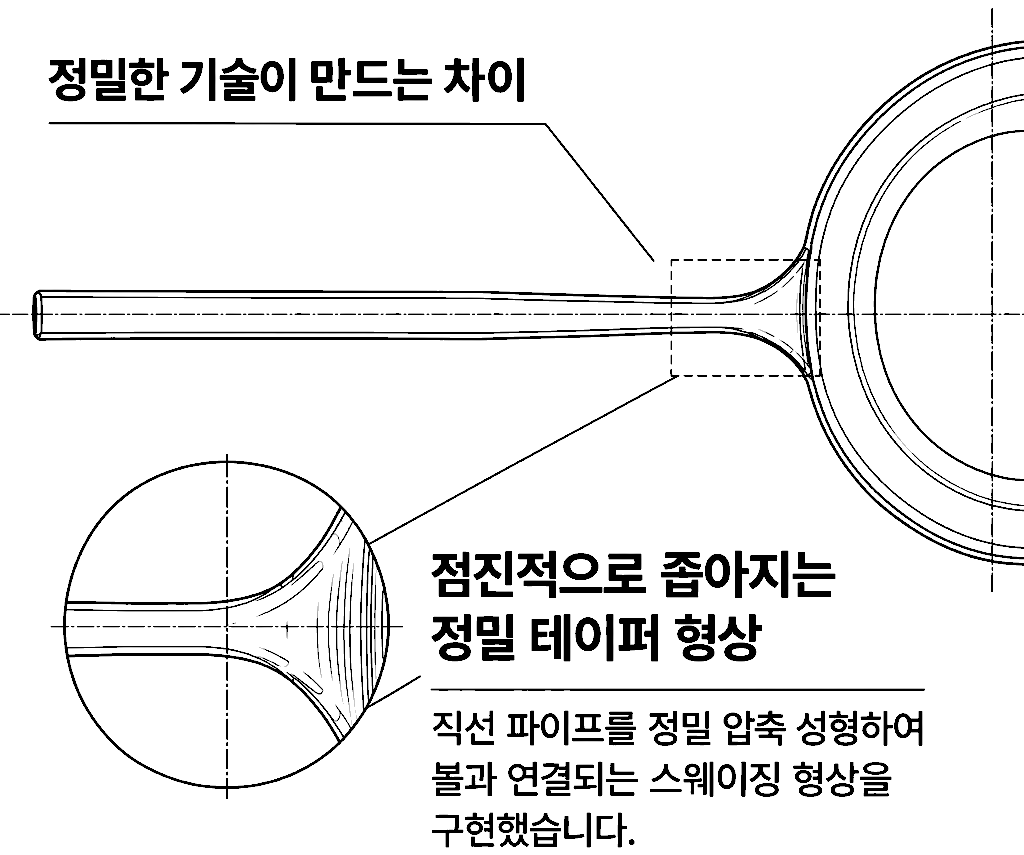 정밀한 기술이 만드는 차이
점진적으로 좁아지는
정밀 테이퍼 형상
직선 파이프를 정밀 압축 성형하여
볼과 연결되는 스웨이징 형상을
구현했습니다.